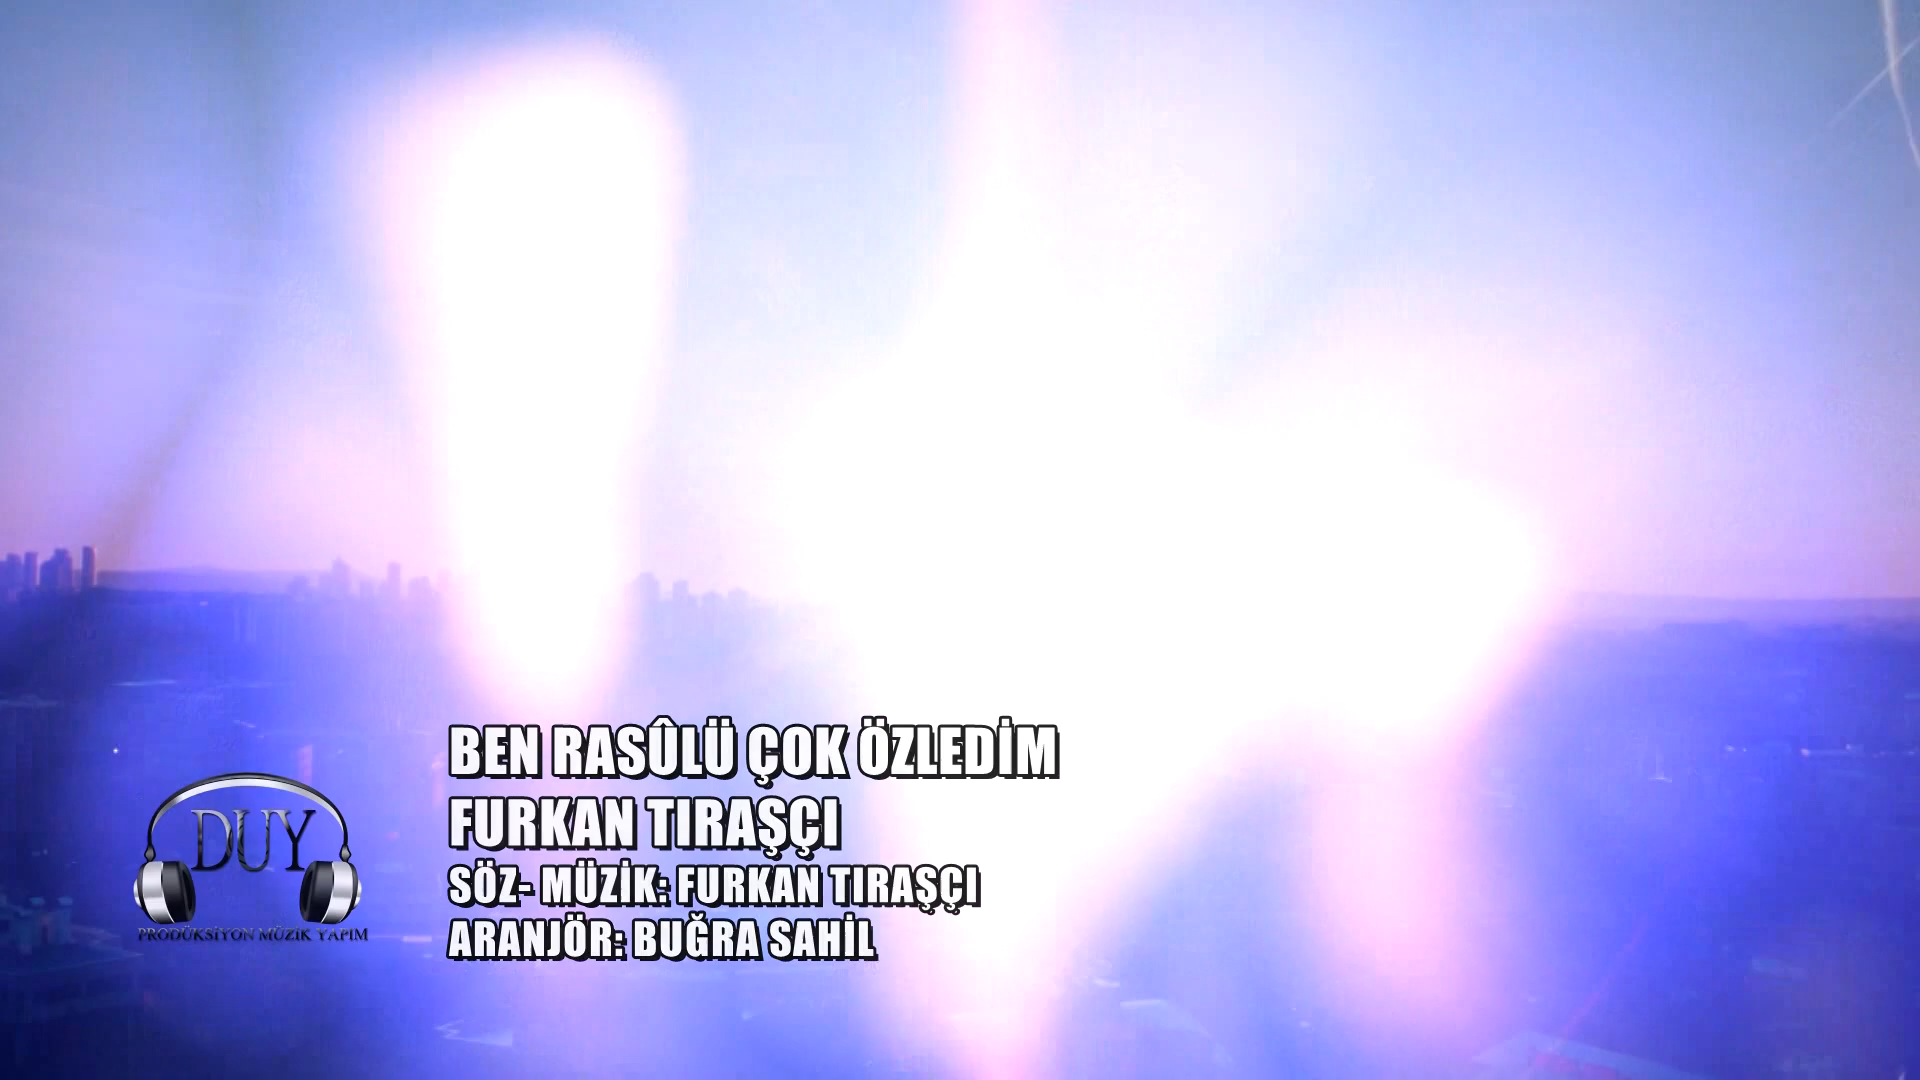 BEN RASÛLÜ ÇOK ÖZLEDİM
FURKAN TIRAŞÇI
SÖZ- MÜZİK: FURKAN TIRAŞÇI
ARANJÖR: BUĞRA SAHİL
DUY
PRODÜKSİYON MÜZİK YAPIM